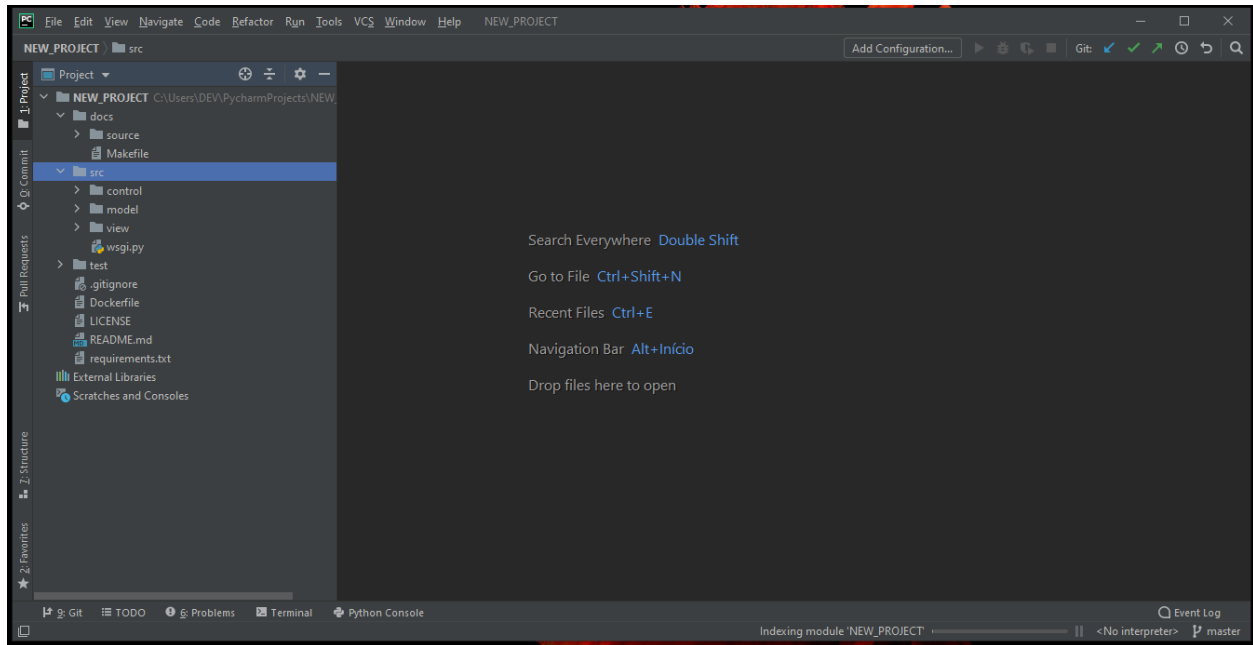 PC File Edit View Navigate Code Refactor Run Tools VCS Window Help NEW_PROJECT
NEW_PROJECT src Add Configuration... Git:
Project
NEW_PROJECT C:\Users\DEV\PycharmProjects\NEW_
docs
source
Makefile
src
control
model
view
wsgi.py
test
.gitignore
Dockerfile
LICENSE
README.md
requirements.txt
External Libraries
Scratches and Consoles
1: Project
0: Commit
Pull Requests
Z: Structure
2: Favorites
Search Everywhere Double Shift
Go to File Ctrl+Shift+N
Recent Files Ctrl+E
Navigation Bar Alt+Início
Drop files here to open
9: Git TODO 6: Problems Terminal Python Console Event Log
Indexing module 'NEW_PROJECT' <No interpreter> master